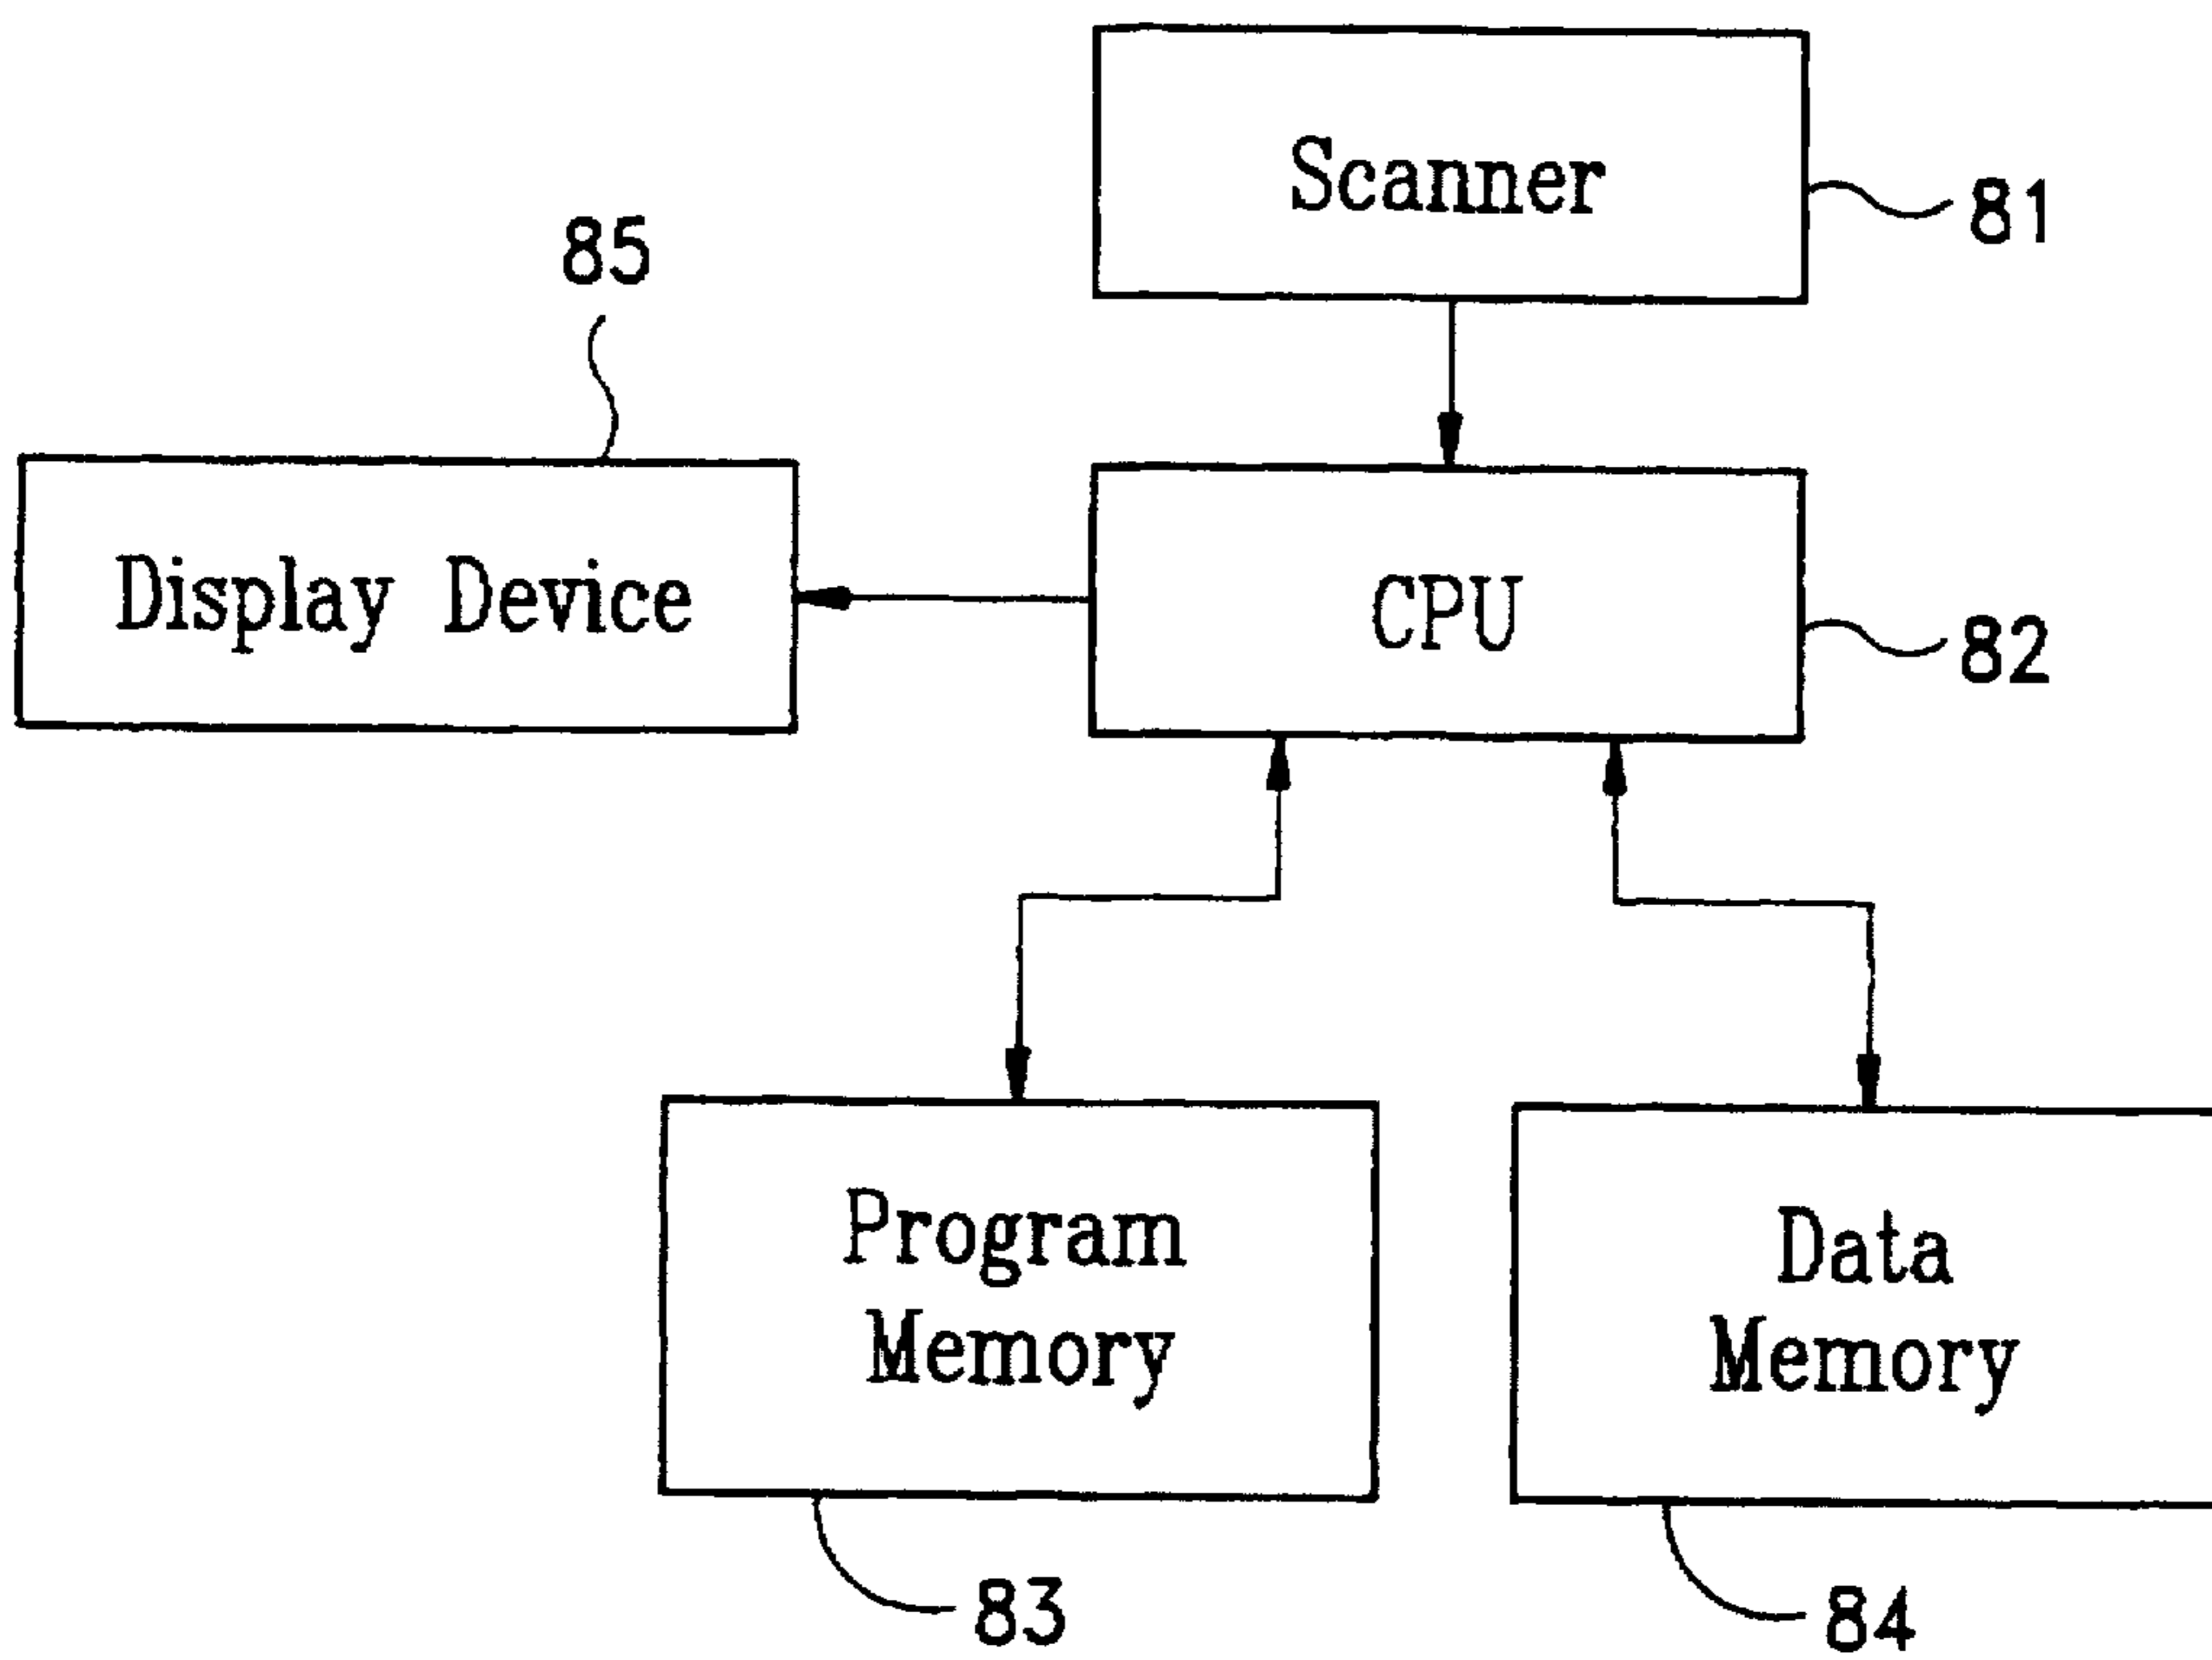 Scanner
81
85
Display Device
CPU
82
Program
Memory
Data
Memory
83
84